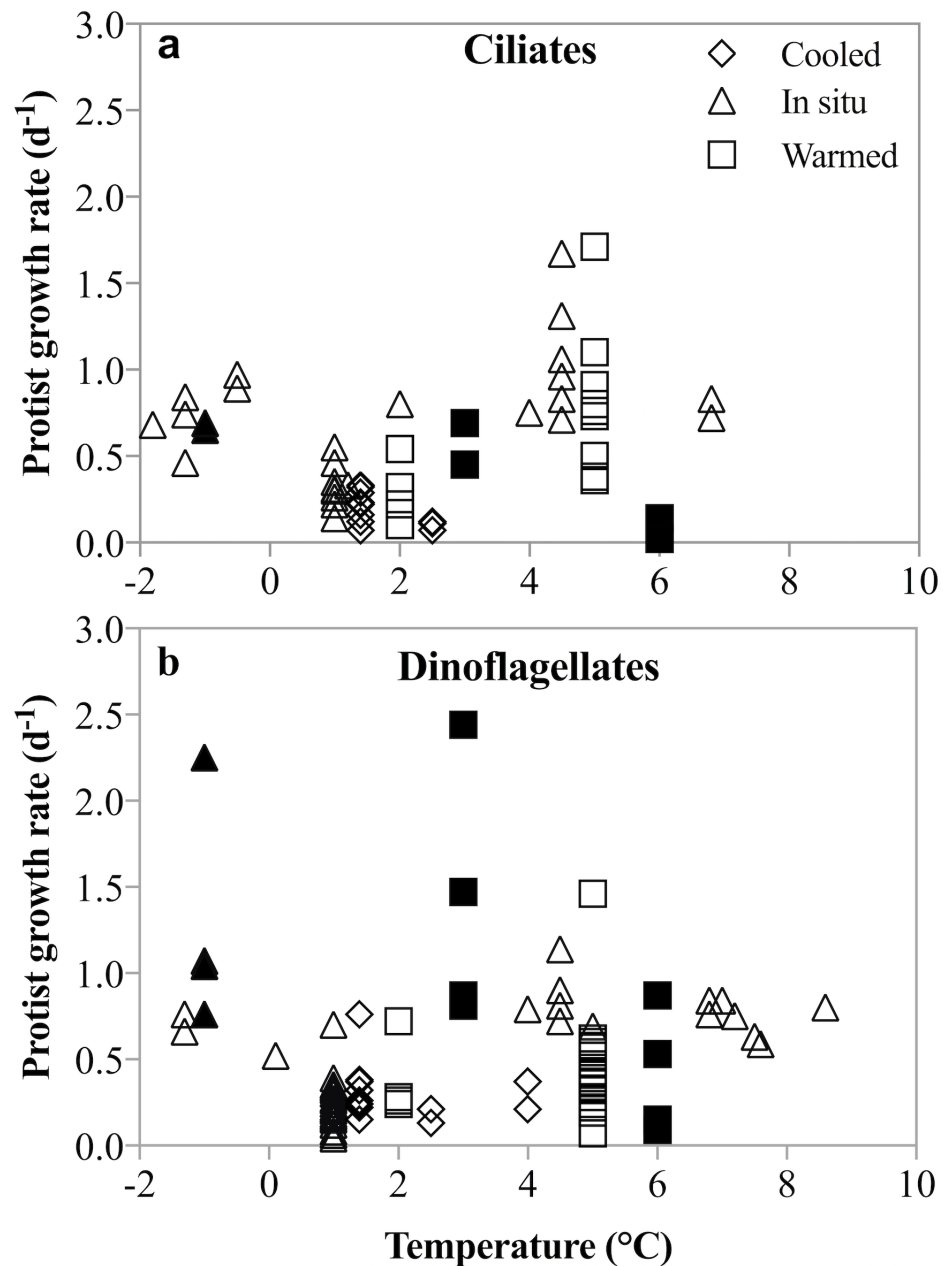 a
Ciliates
Cooled
In situ
Warmed
Protist growth rate (d-1)
3.0
2.5
2.0
1.5
1.0
0.5
0.0
-2 0 2 4 6 8 10
b
Dinoflagellates
Protist growth rate (d-1)
3.0
2.5
2.0
1.5
1.0
0.5
0.0
-2 0 2 4 6 8 10
Temperature (°C)